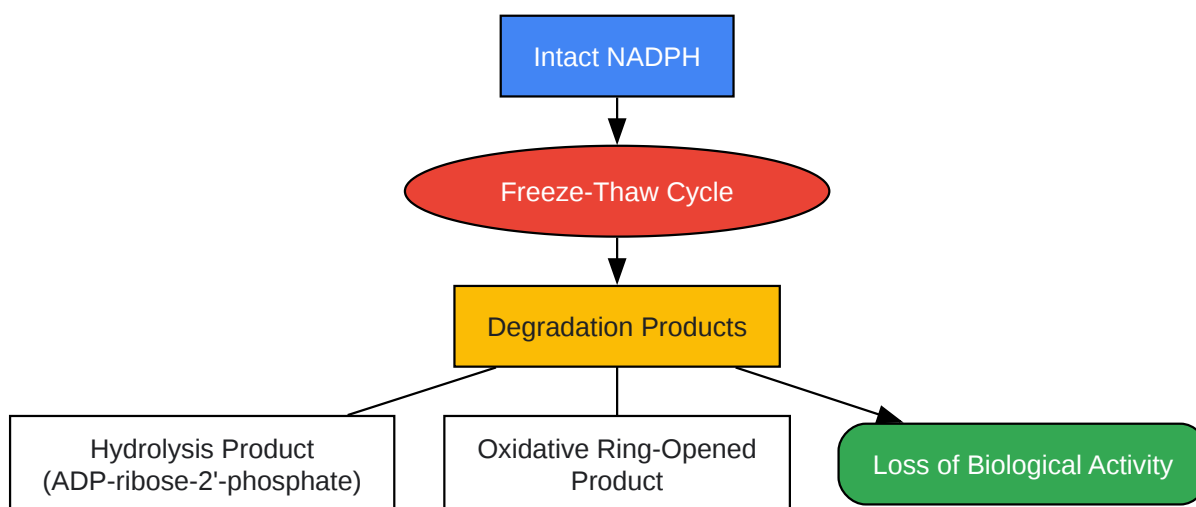 Intact NADPH
Freeze-Thaw Cycle
Degradation Products
Hydrolysis Product
(ADP-ribose-2'-phosphate)
Oxidative Ring-Opened
Product
Loss of Biological Activity